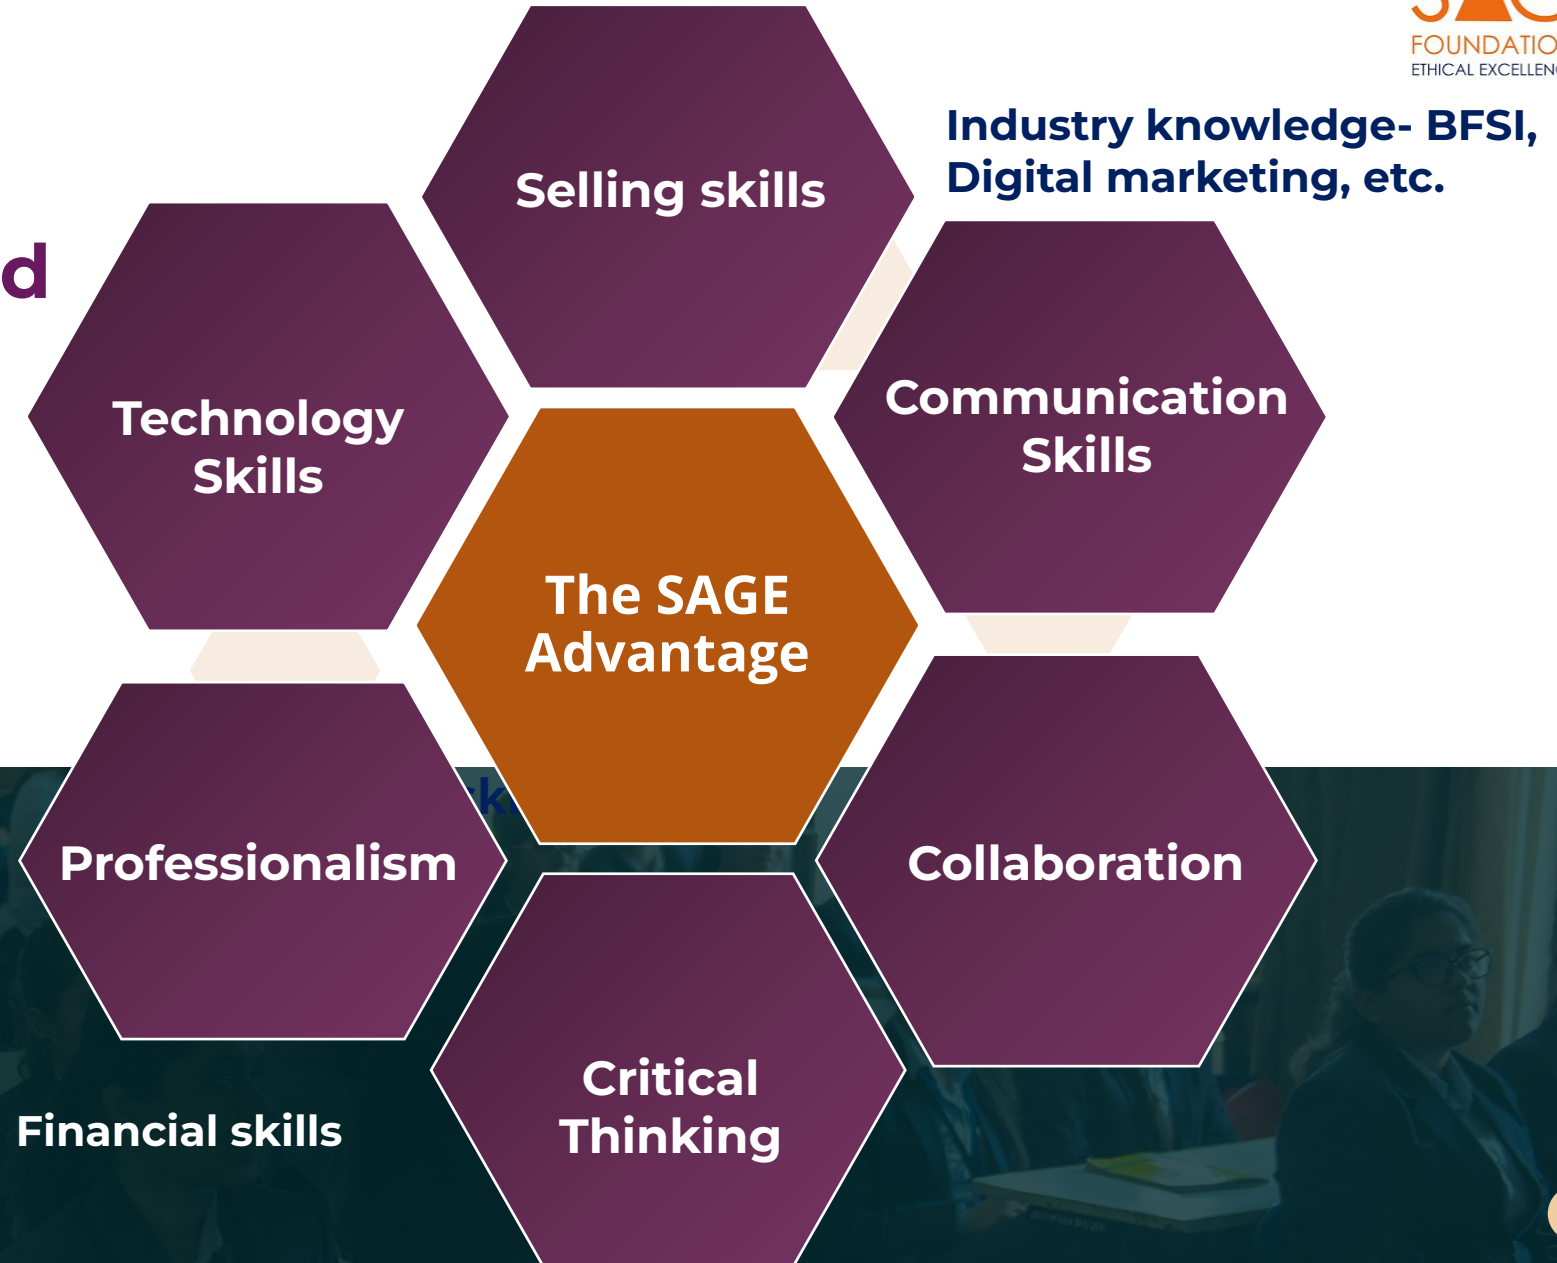 FOUNDATIO
ETHICAL EXCELLEN
Industry knowledge- BFSI,
Digital marketing, etc.
Selling skills
d
Technology
Skills
Communication
Skills
The SAGE
Advantage
Professionalism
Collaboration
Critical
Thinking
Financial skills